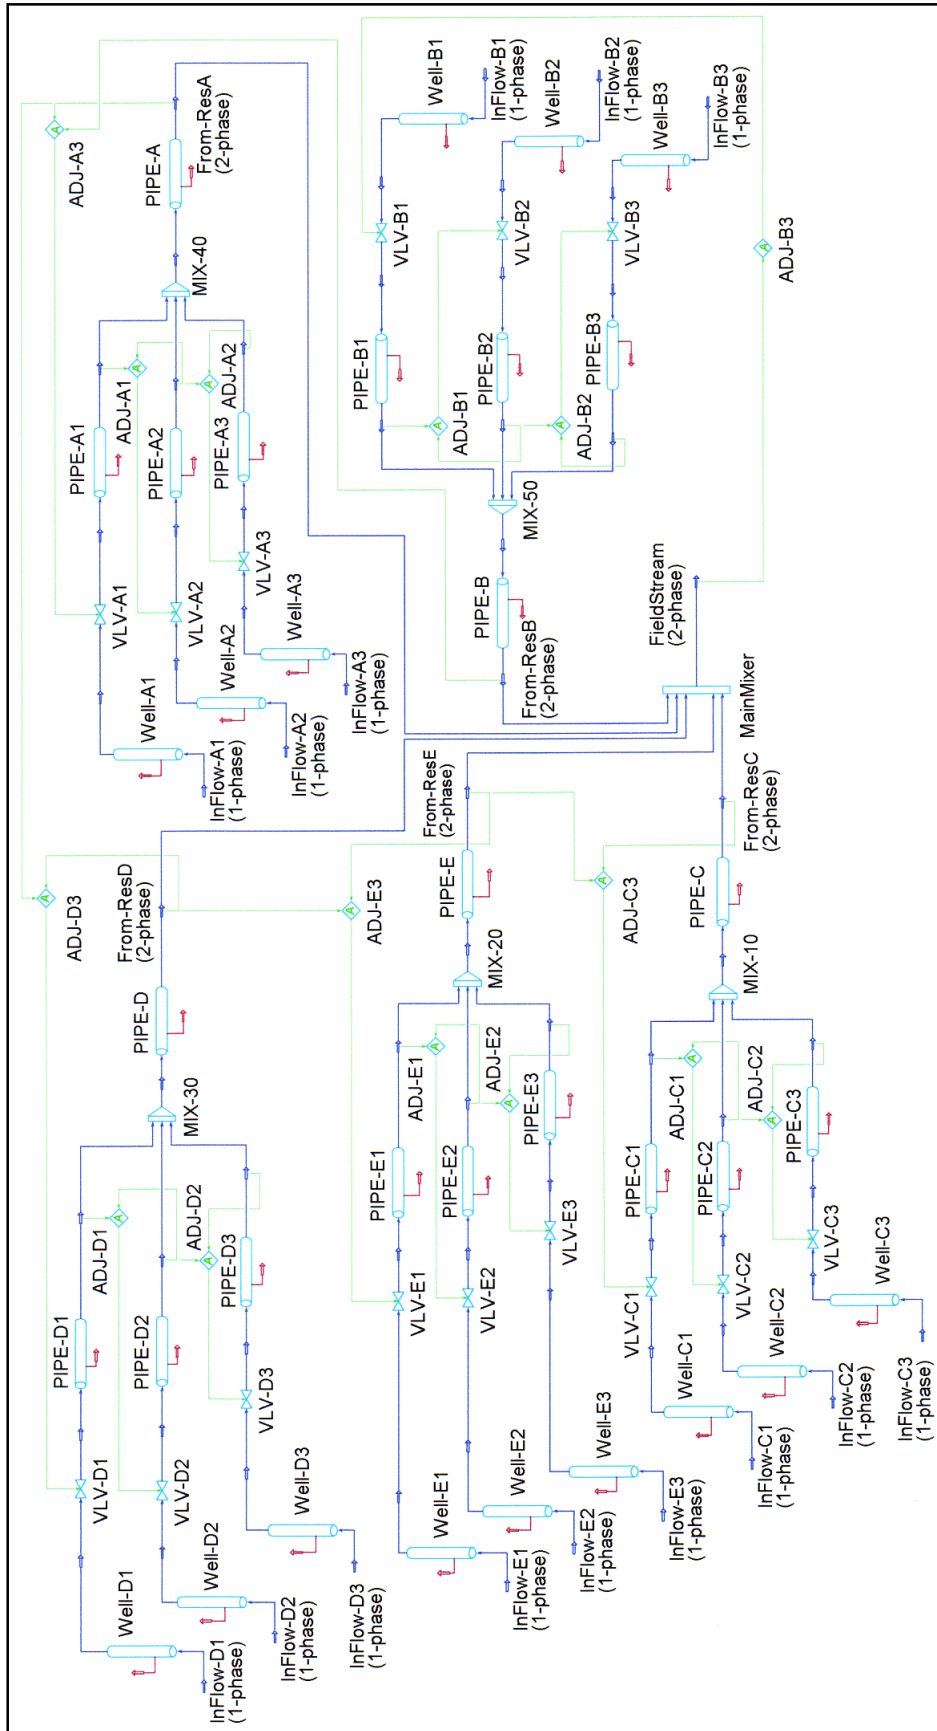 InFlow-D1
(1-phase)
Well-D1
InFlow-D2
(1-phase)
Well-D2
InFlow-D3
(1-phase)
Well-D3
VLV-D1
VLV-D2
VLV-D3
PIPE-D1
PIPE-D2
PIPE-D3
ADJ-D1
ADJ-D2
ADJ-D3
MIX-30
PIPE-D
From-ResD
(2-phase)
A
A
A
InFlow-A1
(1-phase)
Well-A1
InFlow-A2
(1-phase)
Well-A2
InFlow-A3
(1-phase)
Well-A3
VLV-A1
VLV-A2
VLV-A3
PIPE-A1
PIPE-A2
PIPE-A3
ADJ-A1
ADJ-A2
ADJ-A3
MIX-40
PIPE-A
From-ResA
(2-phase)
A
A
A
InFlow-E1
(1-phase)
Well-E1
InFlow-E2
(1-phase)
Well-E2
InFlow-E3
(1-phase)
Well-E3
VLV-E1
VLV-E2
VLV-E3
PIPE-E1
PIPE-E2
PIPE-E3
ADJ-E1
ADJ-E2
ADJ-E3
MIX-20
PIPE-E
From-ResE
(2-phase)
A
A
A
InFlow-C1
(1-phase)
Well-C1
InFlow-C2
(1-phase)
Well-C2
InFlow-C3
(1-phase)
Well-C3
VLV-C1
VLV-C2
VLV-C3
PIPE-C1
PIPE-C2
PIPE-C3
ADJ-C1
ADJ-C2
ADJ-C3
MIX-10
PIPE-C
From-ResC
(2-phase)
A
A
A
MainMixer
FieldStream
(2-phase)
From-ResB
(2-phase)
PIPE-B
MIX-50
ADJ-B1
ADJ-B2
ADJ-B3
PIPE-B1
PIPE-B2
PIPE-B3
VLV-B1
VLV-B2
VLV-B3
Well-B1
InFlow-B1
(1-phase)
Well-B2
InFlow-B2
(1-phase)
Well-B3
InFlow-B3
(1-phase)
A
A
A